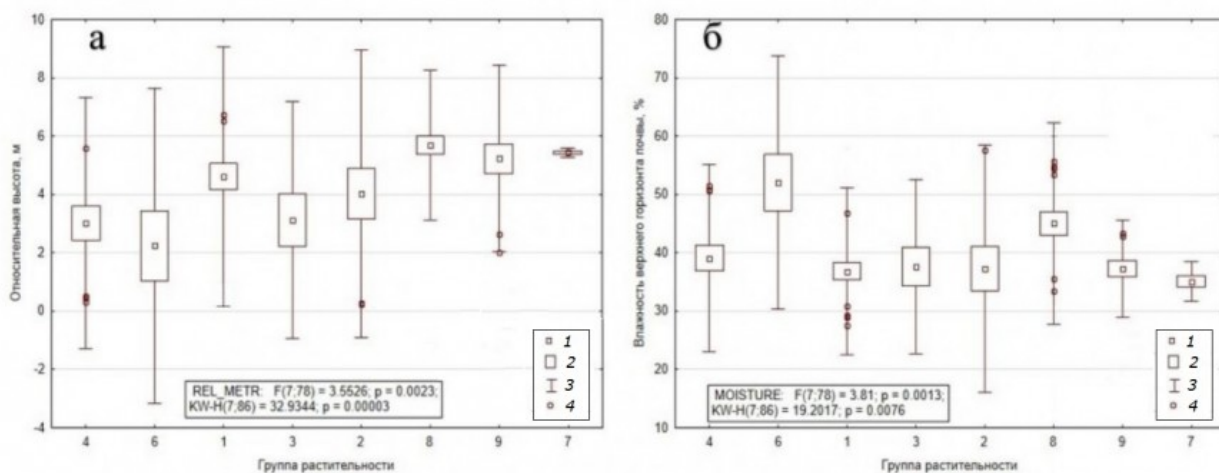 а
Относительная высота, м
10
8
6
4
2
0
-2
-4
REL_METR: F(7;78) = 3.5526; p = 0.0023;
KW-H(7;86) = 32.9344; p = 0.00003
1
2
3
4
4 6 1 3 2 8 9 7
Группа растительности
б
Влажность верхнего горизонта почвы, %
80
70
60
50
40
30
20
10
MOISTURE: F(7;78) = 3.81; p = 0.0013;
KW-H(7;86) = 19.2017; p = 0.0076
1
2
3
4
4 6 1 3 2 8 9 7
Группа растительности